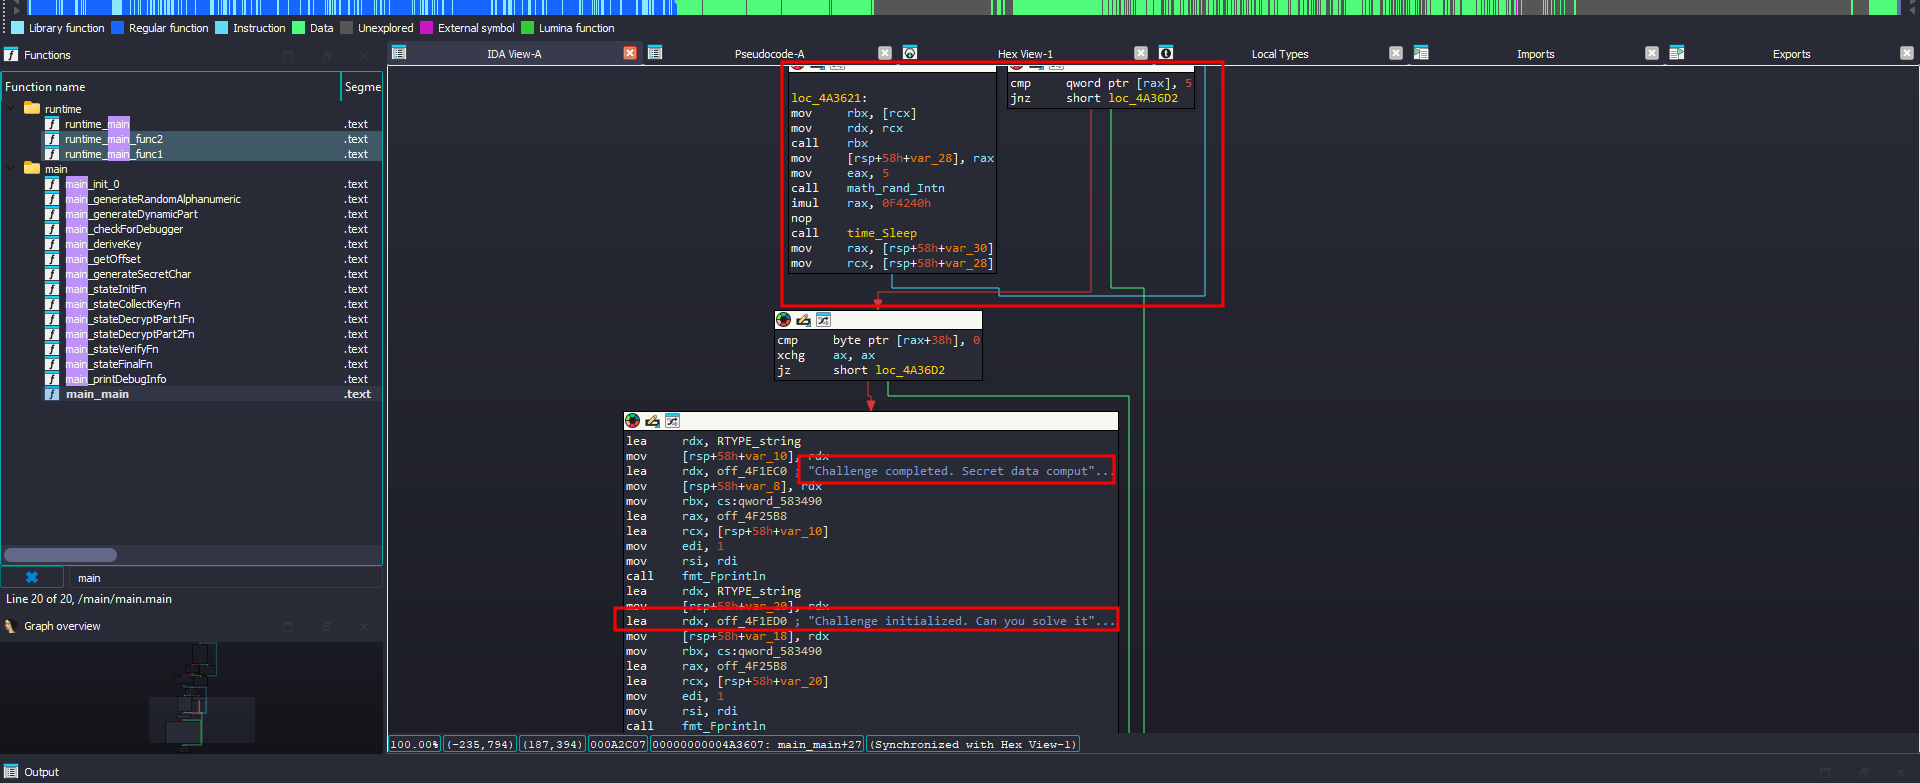 Library function Regular function Instruction Data Unexplored External symbol Lumina function
Functions
Function name Segme
runtime
runtime_main .text
runtime_main_func2 .text
runtime_main_func1 .text
main
main_init_0 .text
main_generateRandomAlphanumeric .text
main_generateDynamicPart .text
main_checkForDebugger .text
main_deriveKey .text
main_getOffset .text
main_generateSecretChar .text
main_stateInitFn .text
main_stateCollectKeyFn .text
main_stateDecryptPart1Fn .text
main_stateDecryptPart2Fn .text
main_stateVerifyFn .text
main_stateFinalFn .text
main_printDebugInfo .text
main_main .text
main
Line 20 of 20, /main/main.main
Graph overview
IDA View-A Pseudocode-A Hex View-1 Local Types Imports Exports
loc_4A3621:
mov rbx, [rcx]
mov rdx, rcx
call rbx
mov [rsp+58h+var_28], rax
mov eax, 5
call math_rand_Intn
imul rax, 0F4240h
nop
call time_Sleep
mov rax, [rsp+58h+var_30]
mov rcx, [rsp+58h+var_28]
cmp qword ptr [rax], 5
jnz short loc_4A36D2
cmp byte ptr [rax+38h], 0
xchg ax, ax
jz short loc_4A36D2
lea rdx, RTYPE_string
mov [rsp+58h+var_10], rdx
lea rdx, off_4F1EC0 ; "Challenge completed. Secret data comput"...
mov [rsp+58h+var_8], rdx
mov rbx, cs:qword_583490
lea rax, off_4F25B8
lea rcx, [rsp+58h+var_10]
mov edi, 1
mov rsi, rdi
call fmt_Fprintln
lea rdx, RTYPE_string
mov [rsp+58h+var_20], rdx
lea rdx, off_4F1ED0 ; "Challenge initialized. Can you solve it"...
mov [rsp+58h+var_18], rdx
mov rbx, cs:qword_583490
lea rax, off_4F25B8
lea rcx, [rsp+58h+var_20]
mov edi, 1
mov rsi, rdi
call fmt_Fprintln
100.00% (-235,794) (187,394) 000A2C07 00000000004A3607: main_main+27 (Synchronized with Hex View-1)
Output